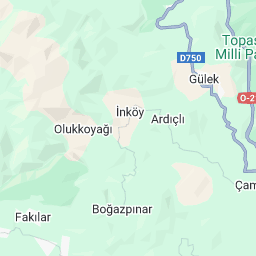 Topas
Milli Pa
D750
Gülek
O-2
İnköy
Ardıçlı
Olukkoyağı
Çam
Boğazpınar
Fakılar